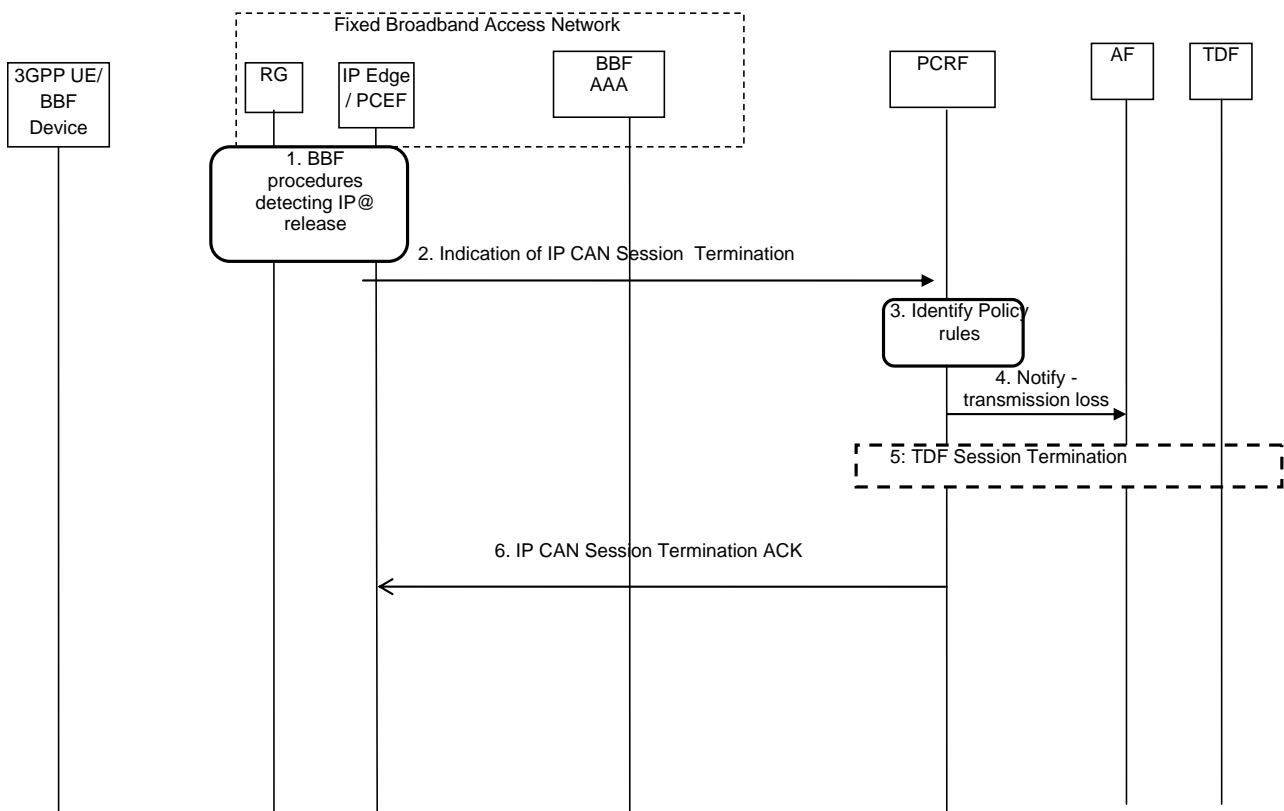 Fixed Broadband Access Network
3GPP UE/
BBF
Device
RG
IP Edge
/ PCEF
BBF
AAA
PCRF
AF
TDF
1. BBF
procedures
detecting IP@
release
2. Indication of IP CAN Session Termination
3. Identify Policy
rules
4. Notify -
transmission loss
5: TDF Session Termination
6. IP CAN Session Termination ACK